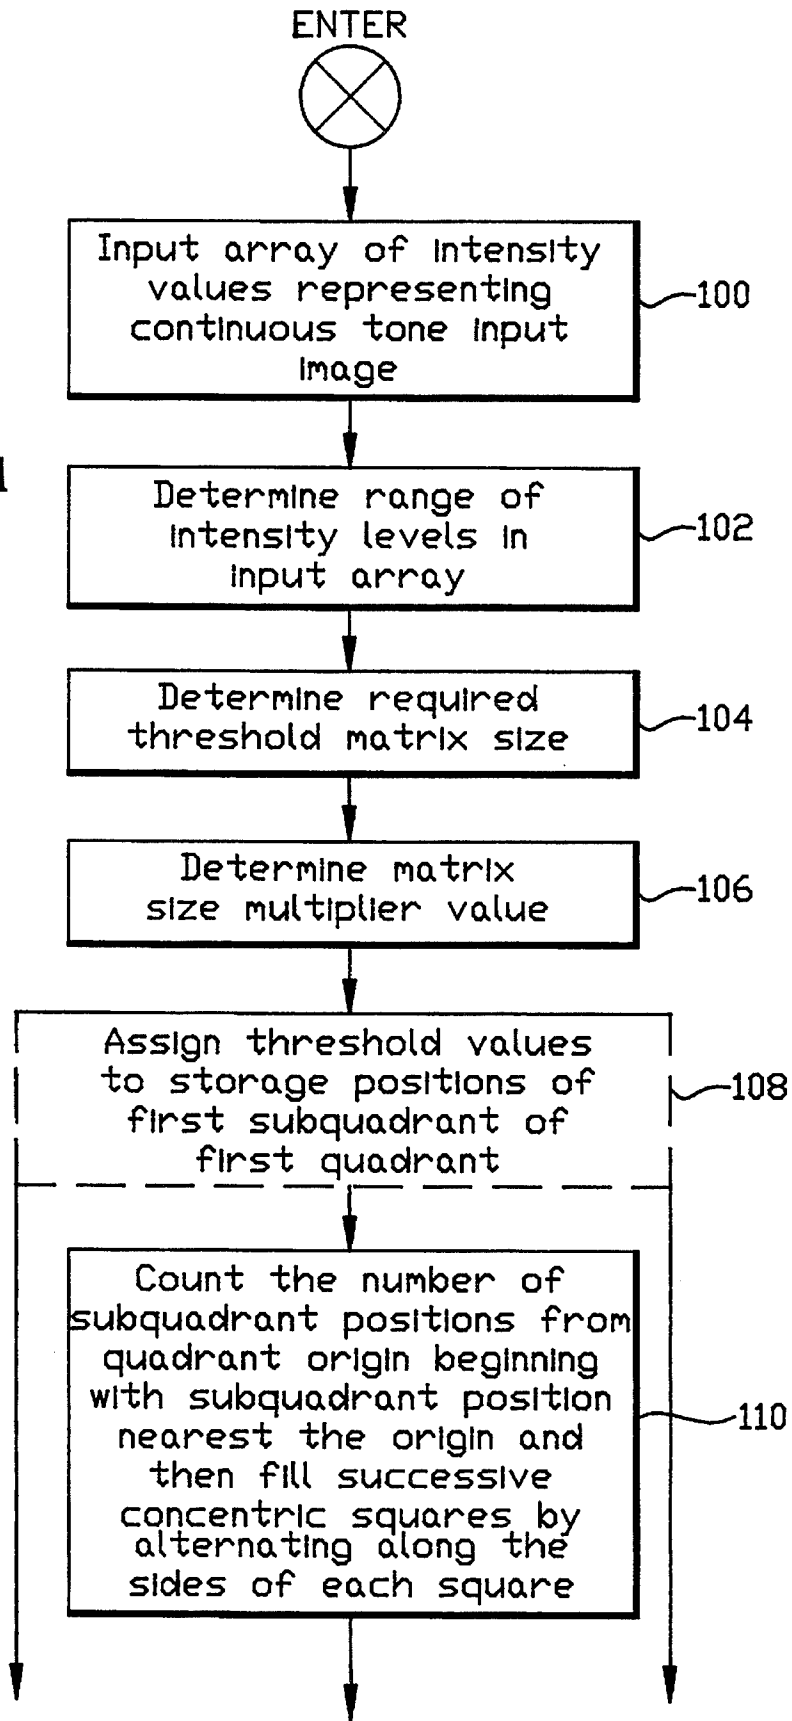 ENTER
Input array of intensity
values representing
continuous tone input
image
100
Determine range of
intensity levels in
input array
102
Determine required
threshold matrix size
104
Determine matrix
size multiplier value
106
Assign threshold values
to storage positions of
first subquadrant of
first quadrant
108
Count the number of
subquadrant positions from
quadrant origin beginning
with subquadrant position
nearest the origin and
then fill successive
concentric squares by
alternating along the
sides of each square
110